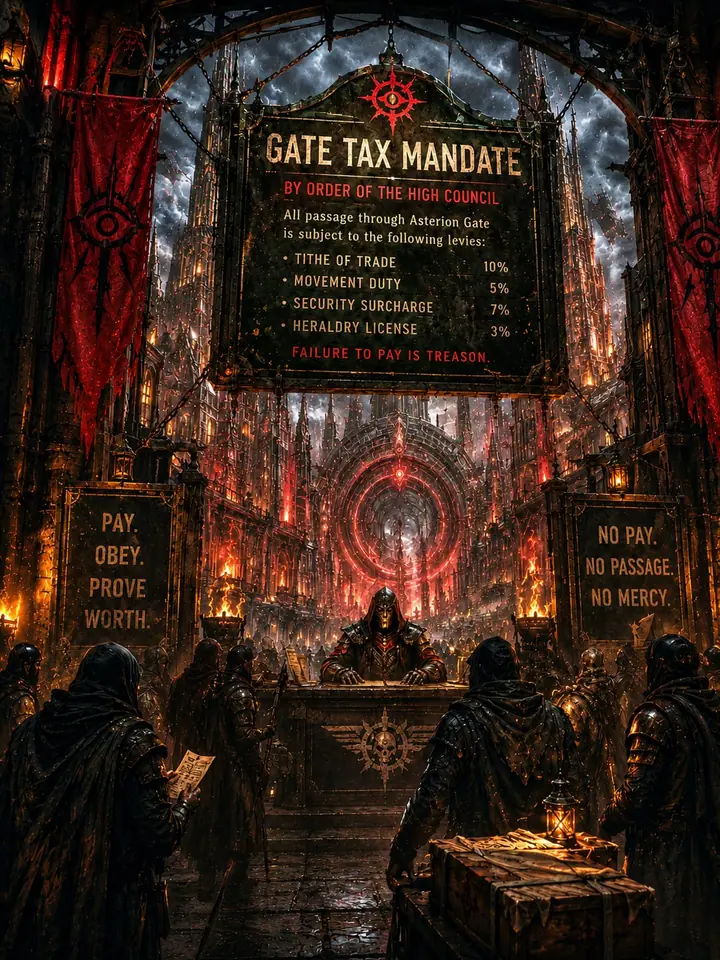 GATE TAX MANDATE
BY ORDER OF THE HIGH COUNCIL
All passage through Asterion Gate
is subject to the following levies:
• TITHE OF TRADE 10%
• MOVEMENT DUTY 5%
• SECURITY SURCHARGE 7%
• HERALDRY LICENSE 3%
FAILURE TO PAY IS TREASON.
PAY.
OBEY.
PROVE
WORTH.
NO PAY.
NO PASSAGE.
NO MERCY.